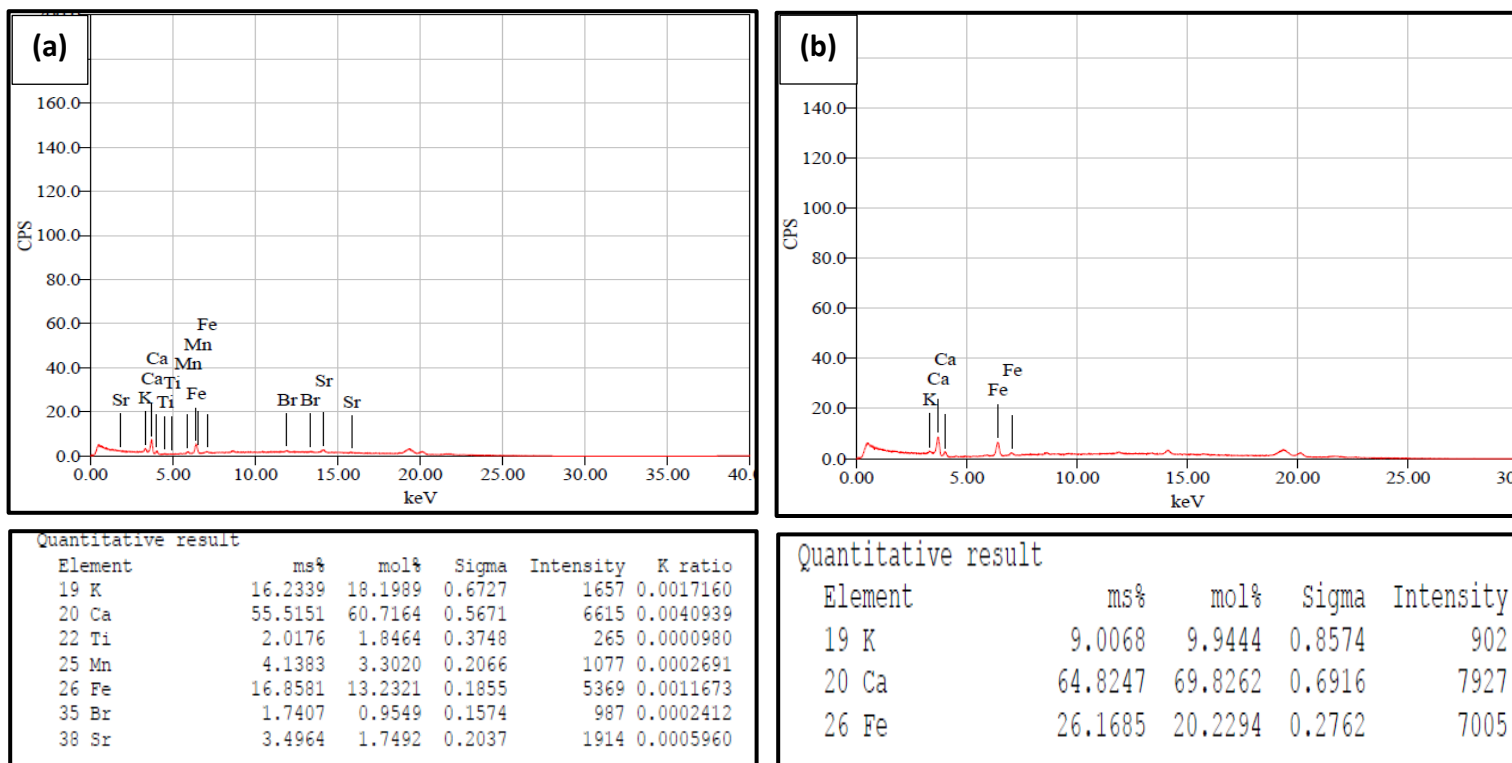 (a)
160.0
140.0
120.0
100.0
80.0
60.0
40.0
20.0
0.0
CPS
Fe
Mn
Ca
Mn
Ca Ti
Sr K Ti Fe
Sr
Br Br Sr
0.00 5.00 10.00 15.00 20.00 25.00 30.00 35.00 40.
keV
(b)
140.0
120.0
100.0
80.0
60.0
40.0
20.0
0.0
CPS
Ca
Ca
K
Fe
Fe
0.00 5.00 10.00 15.00 20.00 25.00 30
keV
Quantitative result
Element ms% mol% Sigma Intensity K ratio
19 K 16.2339 18.1989 0.6727 1657 0.0017160
20 Ca 55.5151 60.7164 0.5671 6615 0.0040939
22 Ti 2.0176 1.8464 0.3748 265 0.0000980
25 Mn 4.1383 3.3020 0.2066 1077 0.0002691
26 Fe 16.8581 13.2321 0.1855 5369 0.0011673
35 Br 1.7407 0.9549 0.1574 987 0.0002412
38 Sr 3.4964 1.7492 0.2037 1914 0.0005960
Quantitative result
Element ms% mol% Sigma Intensity
19 K 9.0068 9.9444 0.8574 902
20 Ca 64.8247 69.8262 0.6916 7927
26 Fe 26.1685 20.2294 0.2762 7005